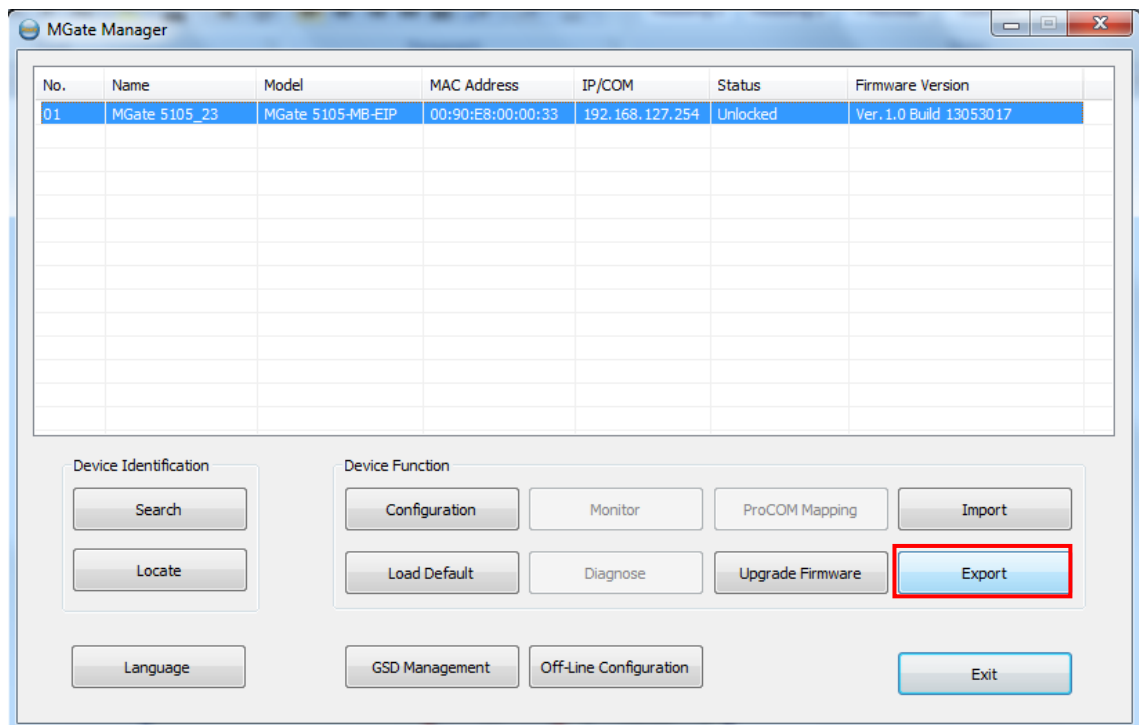 MGate Manager
No. Name Model MAC Address IP/COM Status Firmware Version
01 MGate 5105_23 MGate 5105-MB-EIP 00:90:E8:00:00:33 192.168.127.254 Unlocked Ver.1.0 Build 13053017
Device Identification Device Function
Search Configuration Monitor ProCOM Mapping Import
Locate Load Default Diagnose Upgrade Firmware Export
Language GSD Management Off-Line Configuration Exit